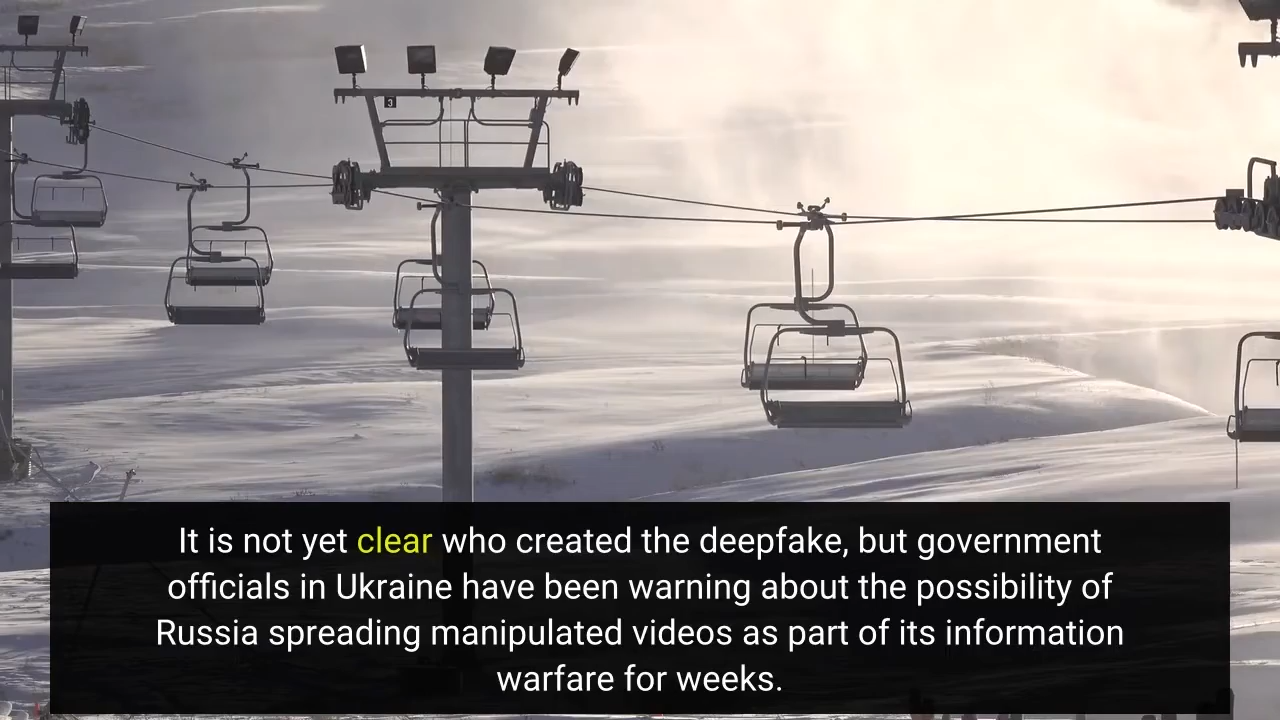 3
It is not yet clear who created the deepfake, but government
officials in Ukraine have been warning about the possibility of
Russia spreading manipulated videos as part of its information
warfare for weeks.